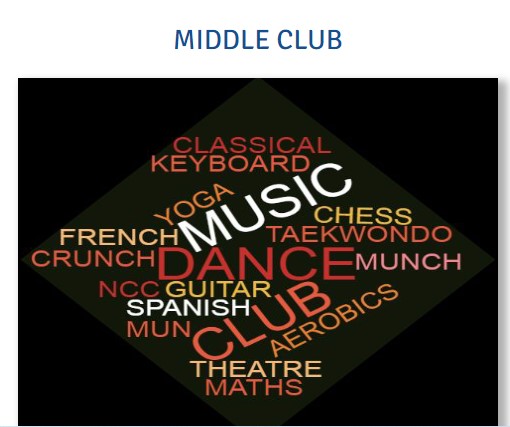 MIDDLE CLUB
CLASSICAL
KEYBOARD
YOGA
MUSIC
CHESS
FRENCH
TAEKWONDO
CRUNCH
DANCE
MUNCH
NCC
GUITAR
SPANISH
CLUB
AEROBICS
MUN
THEATRE
MATHS